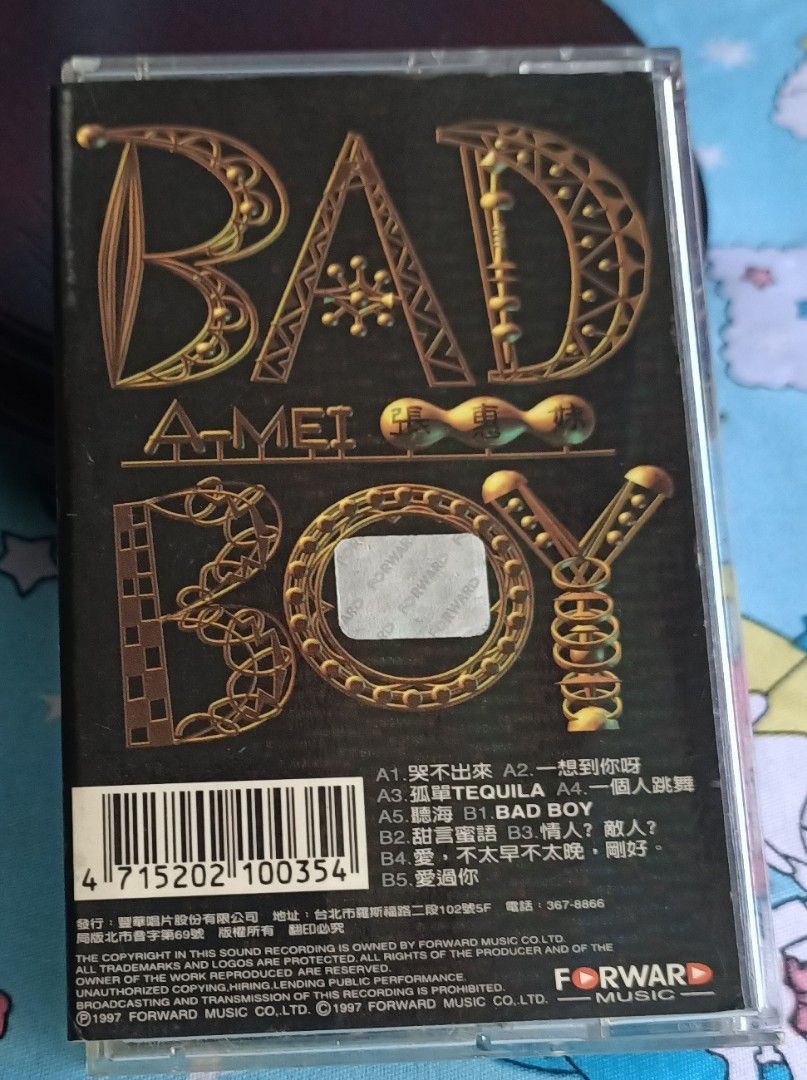 BAD
A-MEI 張惠妹
BOY
FORWARD FORWARD FORWARD
A1.哭不出來 A2.一想到你呀
A3.孤單TEQUILA A4.一個人跳舞
A5.聽海 B1.BAD BOY
B2.甜言蜜語 B3.情人?敵人?
B4.愛,不太早不太晚,剛好。
B5.愛過你
4 715202 100354
發行:豐華唱片股份有限公司 地址:台北市羅斯福路二段102號5F 電話:367-8866
局版北市音字第69號 版權所有 翻印必究
THE COPYRIGHT IN THIS SOUND RECORDING IS OWNED BY FORWARD MUSIC CO.LTD.
ALL TRADEMARKS AND LOGOS ARE PROTECTED. ALL RIGHTS OF THE PRODUCER AND OF THE
OWNER OF THE WORK REPRODUCED ARE RESERVED.
UNAUTHORIZED COPYING,HIRING.LENDING PUBLIC PERFORMANCE.
BROADCASTING AND TRANSMISSION OF THIS RECORDING IS PROHIBITED.
Ⓟ1997 FORWARD MUSIC CO,.LTD. Ⓒ1997 FORWARD MUSIC CO,.LTD.
FORWARD
MUSIC